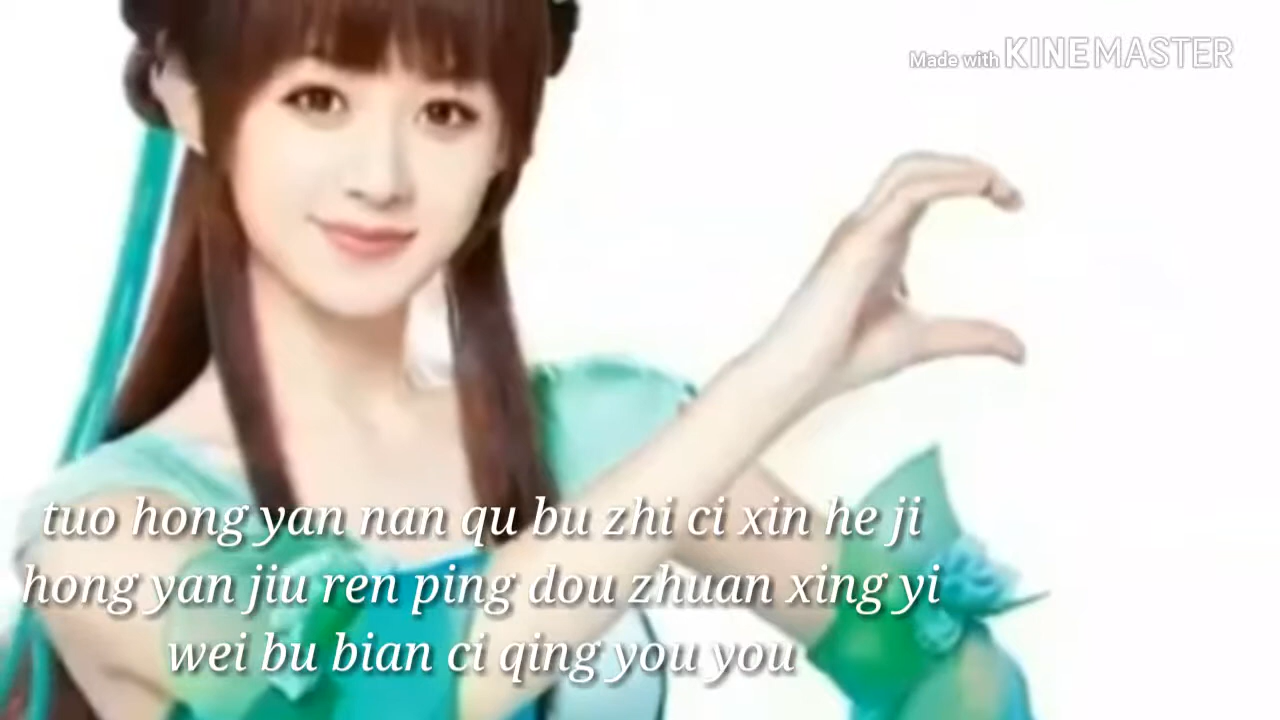 Made with KINEMASTER
tuo hong yan nan qu bu zhi ci xin he ji
hong yan jiu ren ping dou zhuan xing yi
wei bu bian ci qing you you